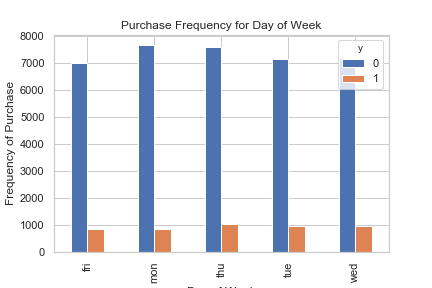 Purchase Frequency for Day of Week
8000
7000
6000
5000
4000
3000
2000
1000
0
Frequency of Purchase
y
0
1
fri
mon
thu
tue
wed